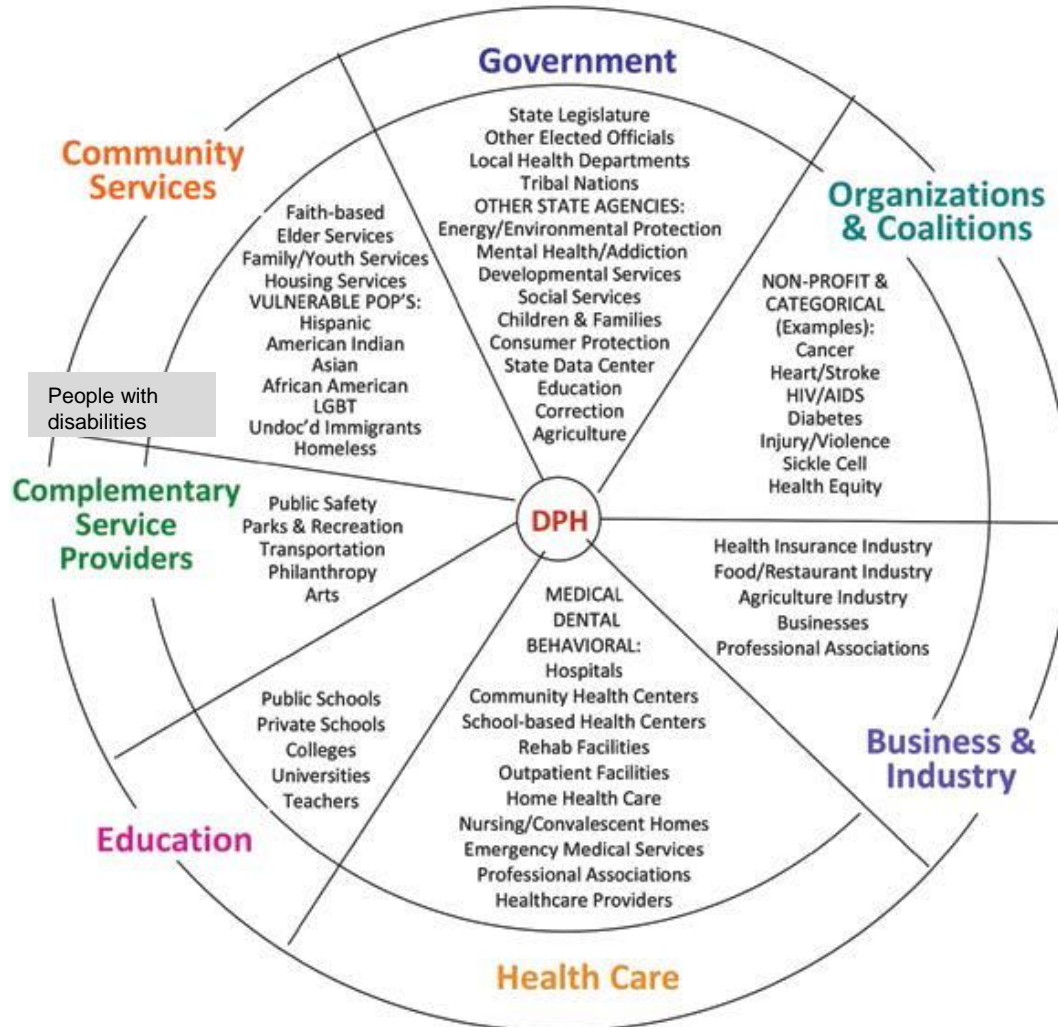 Government
State Legislature
Other Elected Officials
Local Health Departments
Tribal Nations
OTHER STATE AGENCIES:
Energy/Environmental Protection
Mental Health/Addiction
Developmental Services
Social Services
Children & Families
Consumer Protection
State Data Center
Education
Correction
Agriculture
Organizations
& Coalitions
NON-PROFIT &
CATEGORICAL
(Examples):
Cancer
Heart/Stroke
HIV/AIDS
Diabetes
Injury/Violence
Sickle Cell
Health Equity
Business &
Industry
Health Insurance Industry
Food/Restaurant Industry
Agriculture Industry
Businesses
Professional Associations
Health Care
MEDICAL
DENTAL
BEHAVIORAL:
Hospitals
Community Health Centers
School-based Health Centers
Rehab Facilities
Outpatient Facilities
Home Health Care
Nursing/Convalescent Homes
Emergency Medical Services
Professional Associations
Healthcare Providers
Education
Public Schools
Private Schools
Colleges
Universities
Teachers
Complementary
Service
Providers
Public Safety
Parks & Recreation
Transportation
Philanthropy
Arts
Community
Services
Faith-based
Elder Services
Family/Youth Services
Housing Services
VULNERABLE POP'S:
Hispanic
American Indian
Asian
African American
LGBT
Undoc'd Immigrants
Homeless
People with
disabilities
DPH